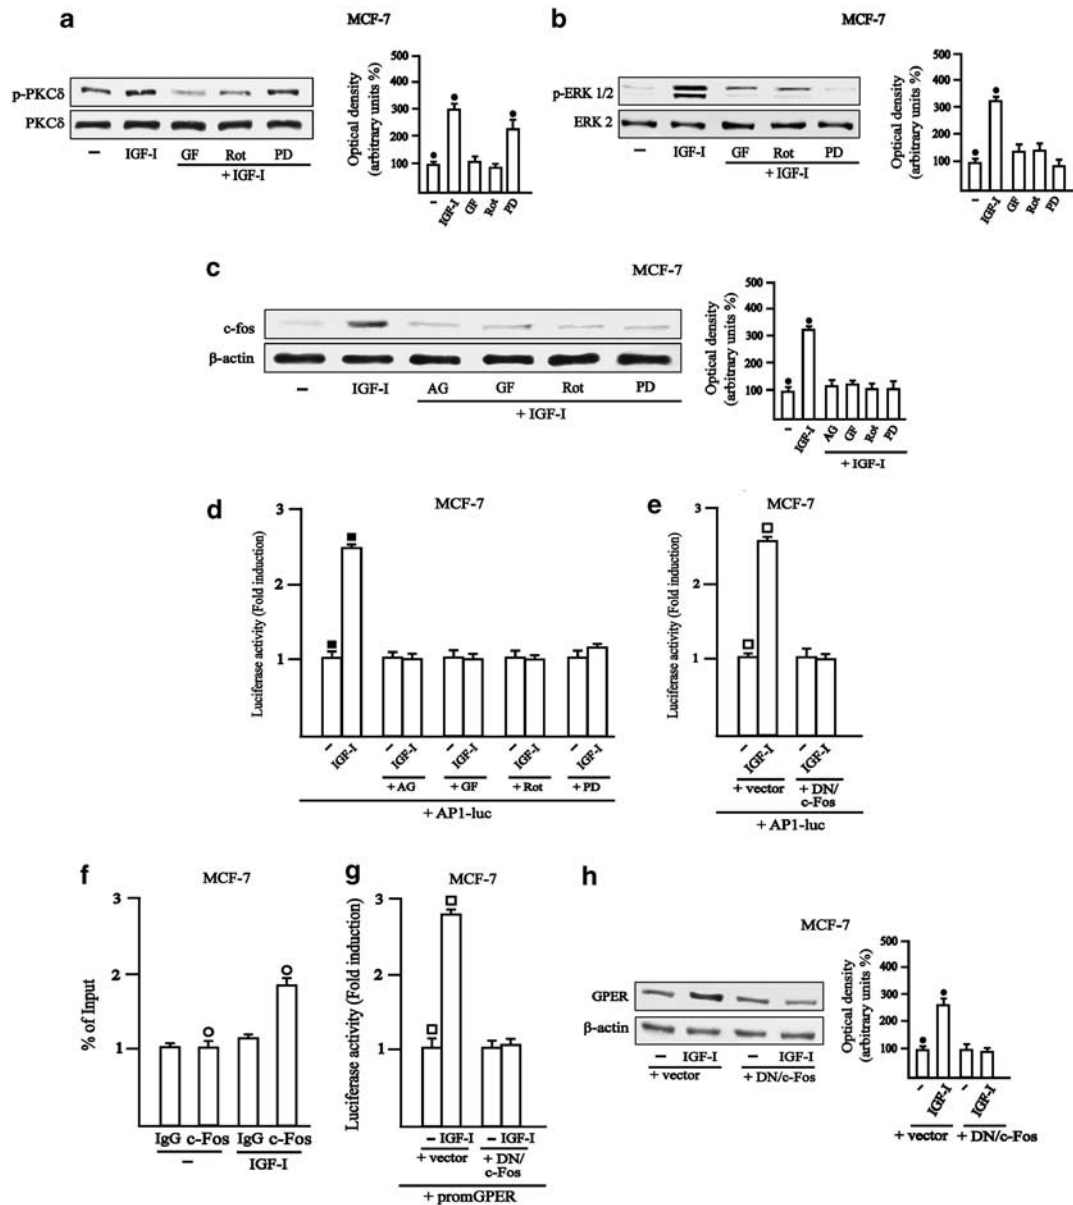 a
MCF-7
p-PKCδ
PKCδ
– IGF-I GF Rot PD
+ IGF-I
Optical density
(arbitrary units %)
500
400
300
200
100
– IGF-I GF Rot PD
b
MCF-7
p-ERK 1/2
ERK 2
– IGF-I GF Rot PD
+ IGF-I
Optical density
(arbitrary units %)
500
400
300
200
100
– IGF-I GF Rot PD
c
MCF-7
c-fos
β-actin
– IGF-I AG GF Rot PD
+ IGF-I
Optical density
(arbitrary units %)
500
400
300
200
100
– IGF-I AG GF Rot PD
+ IGF-I
d
MCF-7
Luciferase activity (Fold induction)
3
2
1
– IGF-I – IGF-I – IGF-I – IGF-I – IGF-I
+ AG + GF + Rot + PD
+ AP1-luc
e
MCF-7
Luciferase activity (Fold induction)
3
2
1
– IGF-I – IGF-I
+ vector + DN/
c-Fos
+ AP1-luc
f
MCF-7
% of Input
3
2
1
IgG c-Fos IgG c-Fos
– IGF-I
g
MCF-7
Luciferase activity (Fold induction)
3
2
1
– IGF-I – IGF-I
+ vector + DN/
c-Fos
+ promGPER
h
MCF-7
GPER
β-actin
– IGF-I – IGF-I
+ vector + DN/c-Fos
Optical density
(arbitrary units %)
500
400
300
200
100
– IGF-I – IGF-I
+ vector + DN/c-Fos